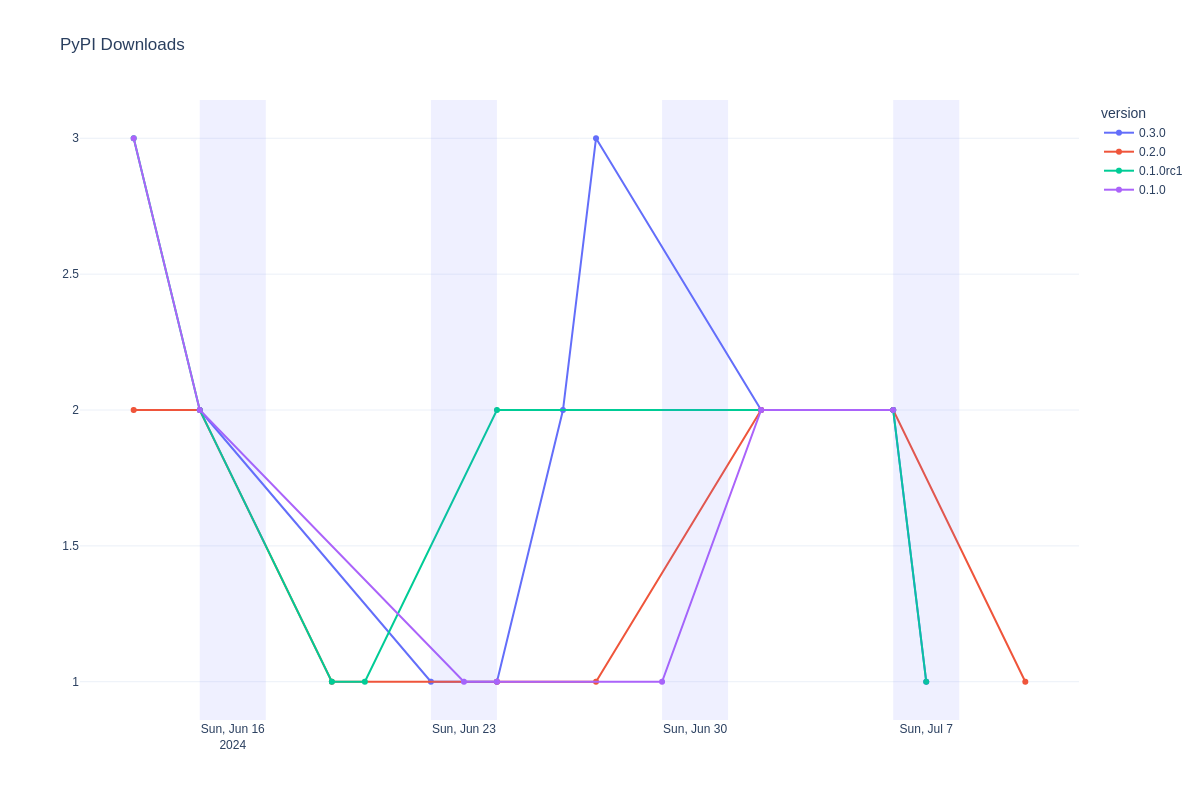 PyPI Downloads
version
0.3.0
0.2.0
0.1.0rc1
0.1.0
3
2.5
2
1.5
1
Sun, Jun 16
2024
Sun, Jun 23
Sun, Jun 30
Sun, Jul 7